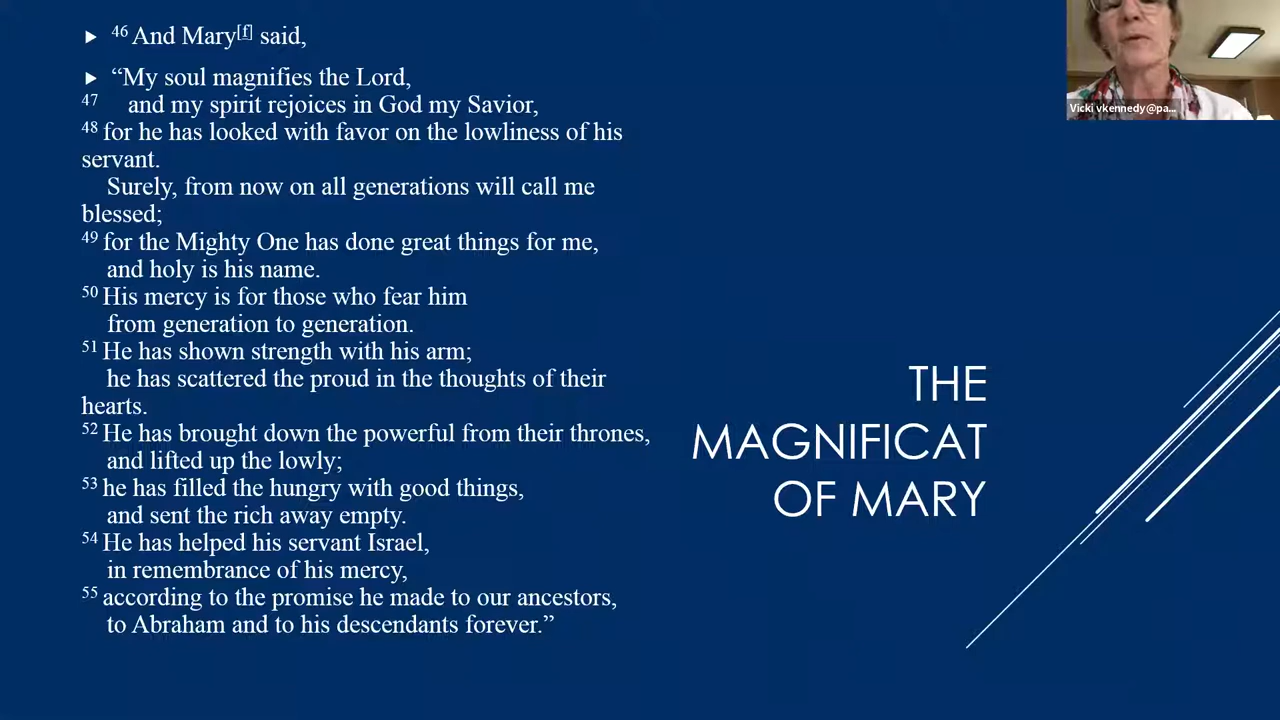 46 And Mary[f] said,
“My soul magnifies the Lord,
47 and my spirit rejoices in God my Savior,
48 for he has looked with favor on the lowliness of his
servant.
Surely, from now on all generations will call me
blessed;
49 for the Mighty One has done great things for me,
and holy is his name.
50 His mercy is for those who fear him
from generation to generation.
51 He has shown strength with his arm;
he has scattered the proud in the thoughts of their
hearts.
52 He has brought down the powerful from their thrones,
and lifted up the lowly;
53 he has filled the hungry with good things,
and sent the rich away empty.
54 He has helped his servant Israel,
in remembrance of his mercy,
55 according to the promise he made to our ancestors,
to Abraham and to his descendants forever.”
THE
MAGNIFICAT
OF MARY
Vicki vkennedy@pa...